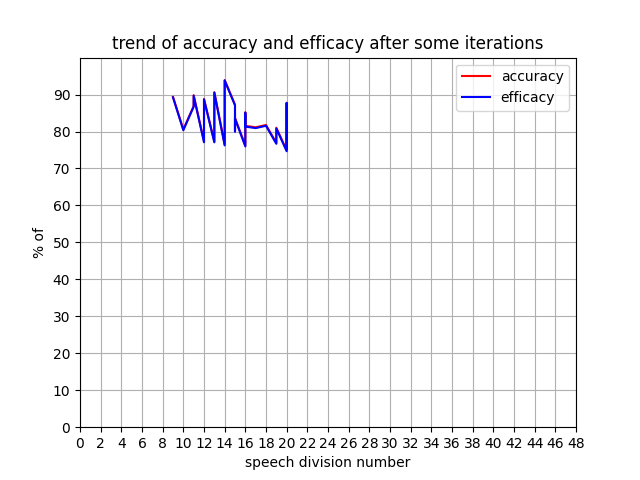 trend of accuracy and efficacy after some iterations
accuracy
efficacy
90
80
70
60
50
40
30
20
10
0
% of
0 2 4 6 8 10 12 14 16 18 20 22 24 26 28 30 32 34 36 38 40 42 44 46 48
speech division number